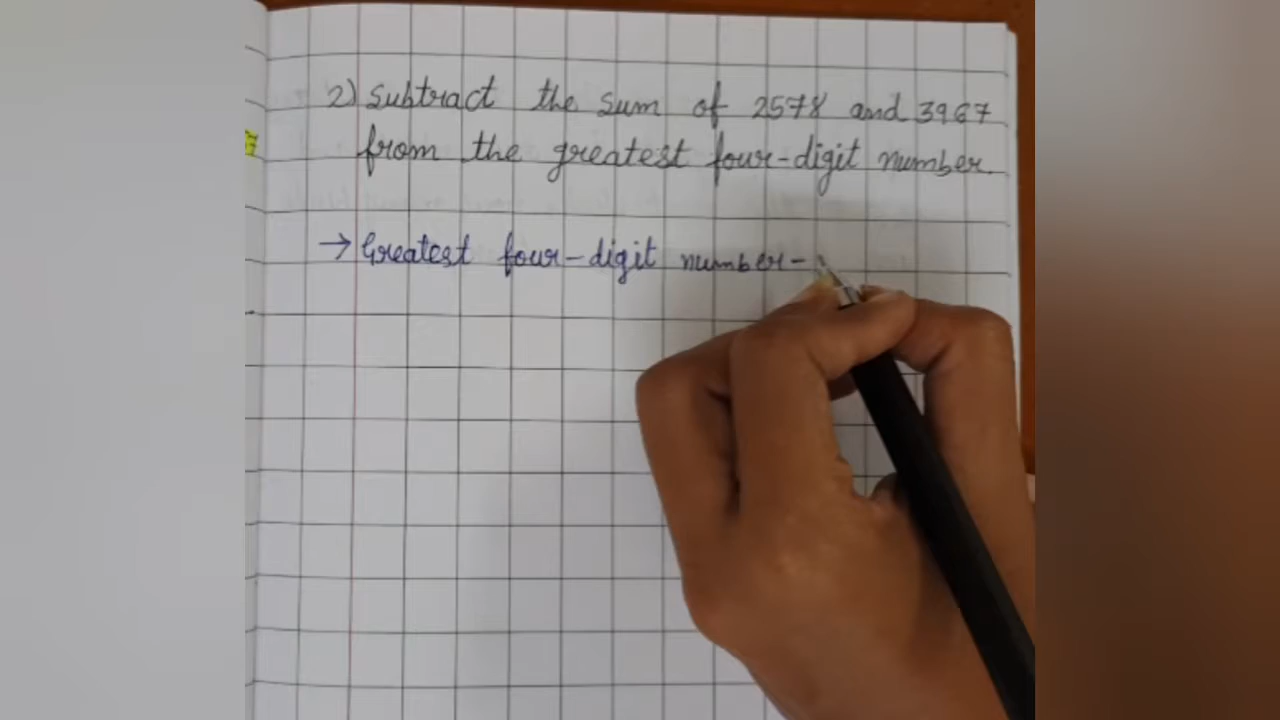 2) Subtract the sum of 2578 and 3967
from the greatest four-digit number.
→ Greatest four-digit number-